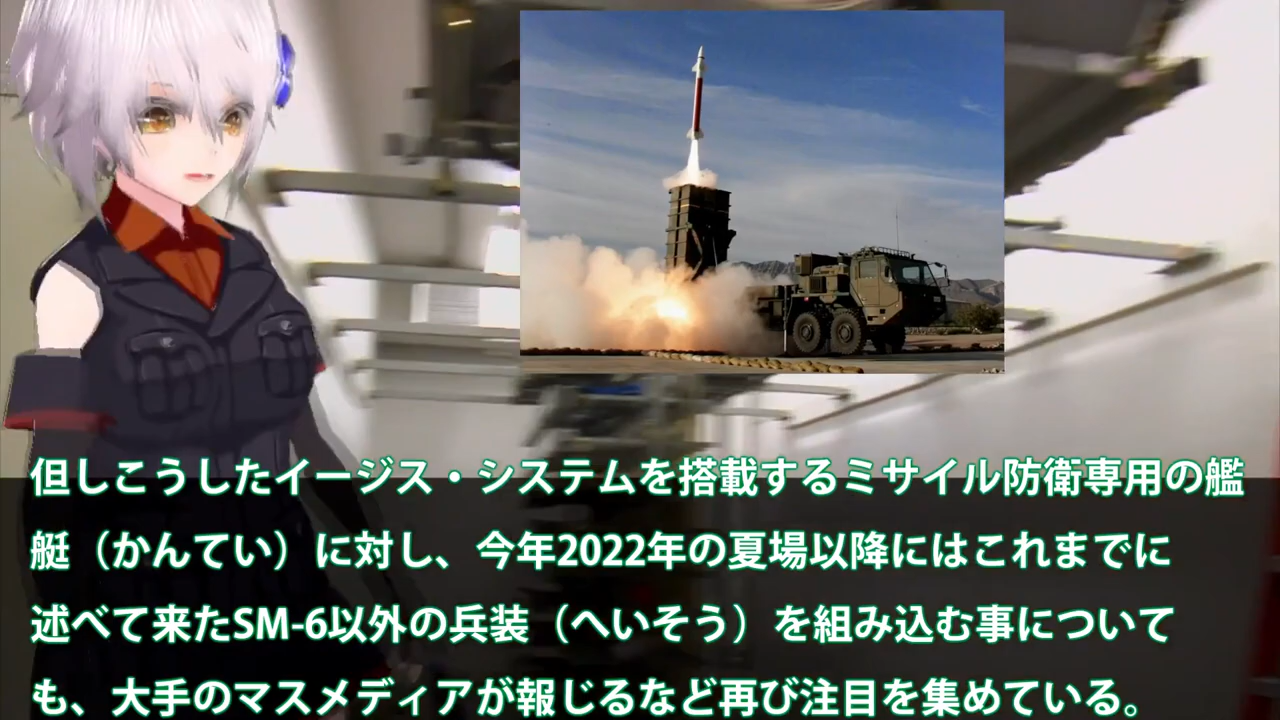 但しこうしたイージス・システムを搭載するミサイル防衛専用の艦
艇（かんてい）に対し、今年2022年の夏場以降にはこれまでに
述べて来たSM-6以外の兵装（へいそう）を組み込む事について
も、大手のマスメディアが報じるなど再び注目を集めている。